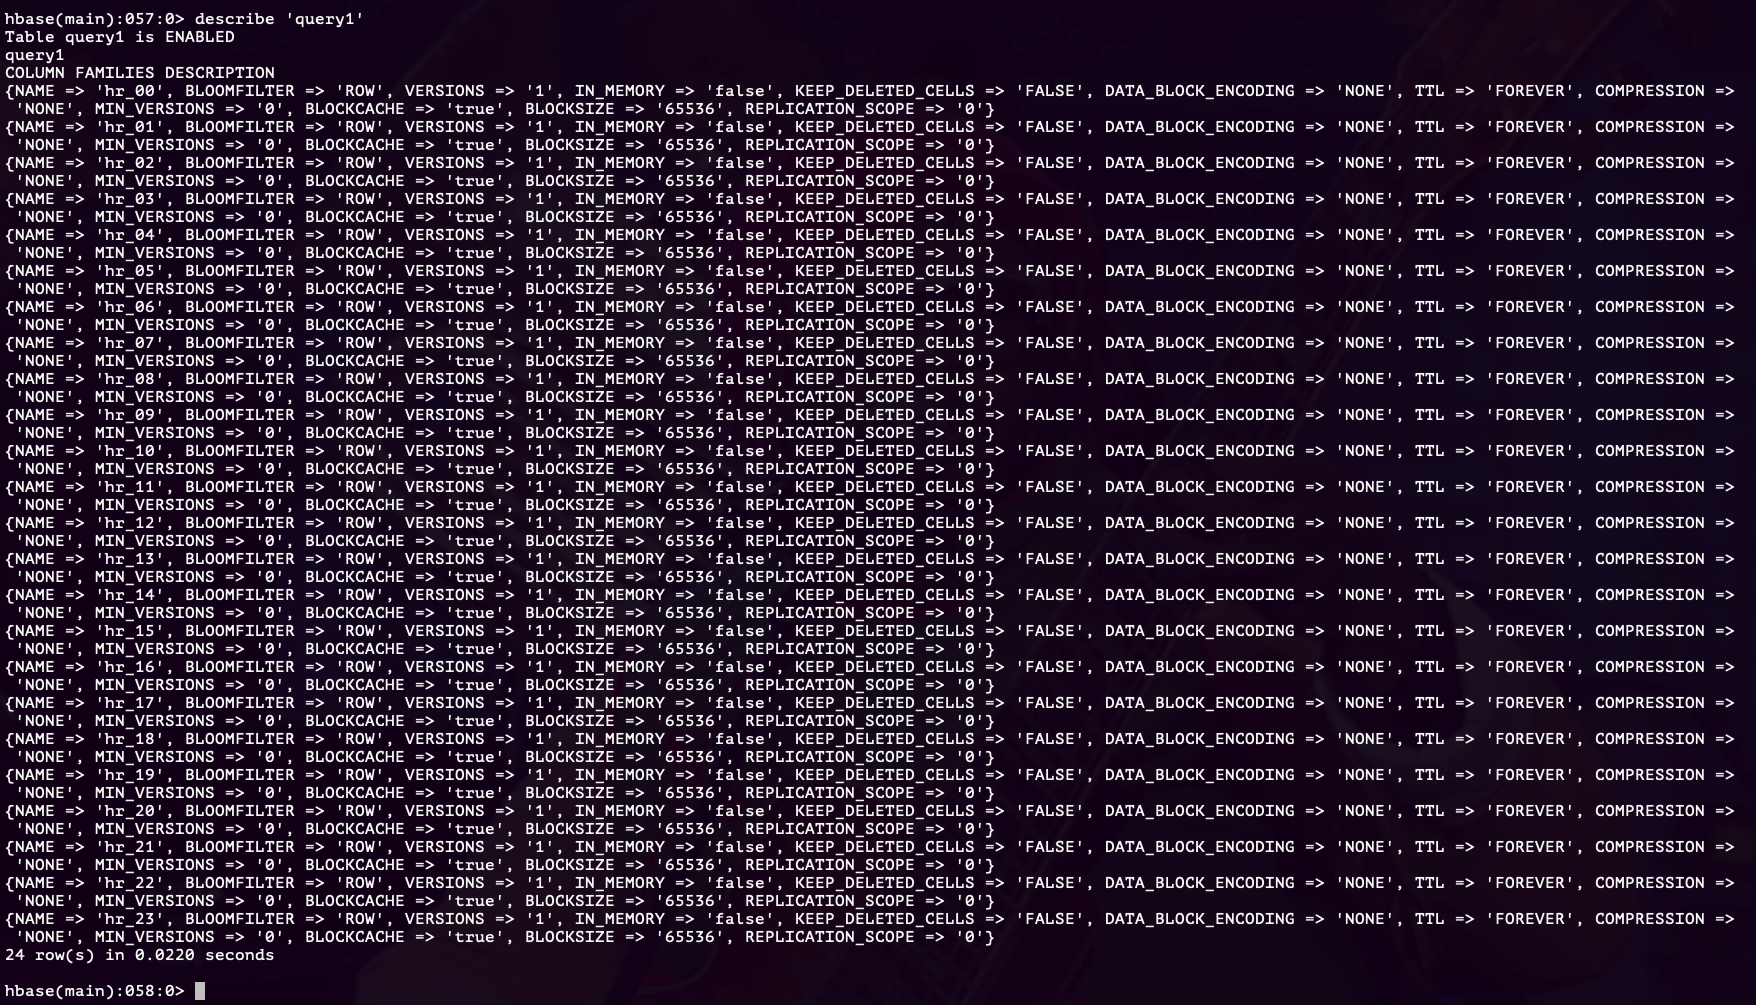 hbase(main):057:0> describe 'query1'
Table query1 is ENABLED
query1
COLUMN FAMILIES DESCRIPTION
{NAME => 'hr_00', BLOOMFILTER => 'ROW', VERSIONS => '1', IN_MEMORY => 'false', KEEP_DELETED_CELLS => 'FALSE', DATA_BLOCK_ENCODING => 'NONE', TTL => 'FOREVER', COMPRESSION =>
'NONE', MIN_VERSIONS => '0', BLOCKCACHE => 'true', BLOCKSIZE => '65536', REPLICATION_SCOPE => '0'}
{NAME => 'hr_01', BLOOMFILTER => 'ROW', VERSIONS => '1', IN_MEMORY => 'false', KEEP_DELETED_CELLS => 'FALSE', DATA_BLOCK_ENCODING => 'NONE', TTL => 'FOREVER', COMPRESSION =>
'NONE', MIN_VERSIONS => '0', BLOCKCACHE => 'true', BLOCKSIZE => '65536', REPLICATION_SCOPE => '0'}
{NAME => 'hr_02', BLOOMFILTER => 'ROW', VERSIONS => '1', IN_MEMORY => 'false', KEEP_DELETED_CELLS => 'FALSE', DATA_BLOCK_ENCODING => 'NONE', TTL => 'FOREVER', COMPRESSION =>
'NONE', MIN_VERSIONS => '0', BLOCKCACHE => 'true', BLOCKSIZE => '65536', REPLICATION_SCOPE => '0'}
{NAME => 'hr_03', BLOOMFILTER => 'ROW', VERSIONS => '1', IN_MEMORY => 'false', KEEP_DELETED_CELLS => 'FALSE', DATA_BLOCK_ENCODING => 'NONE', TTL => 'FOREVER', COMPRESSION =>
'NONE', MIN_VERSIONS => '0', BLOCKCACHE => 'true', BLOCKSIZE => '65536', REPLICATION_SCOPE => '0'}
{NAME => 'hr_04', BLOOMFILTER => 'ROW', VERSIONS => '1', IN_MEMORY => 'false', KEEP_DELETED_CELLS => 'FALSE', DATA_BLOCK_ENCODING => 'NONE', TTL => 'FOREVER', COMPRESSION =>
'NONE', MIN_VERSIONS => '0', BLOCKCACHE => 'true', BLOCKSIZE => '65536', REPLICATION_SCOPE => '0'}
{NAME => 'hr_05', BLOOMFILTER => 'ROW', VERSIONS => '1', IN_MEMORY => 'false', KEEP_DELETED_CELLS => 'FALSE', DATA_BLOCK_ENCODING => 'NONE', TTL => 'FOREVER', COMPRESSION =>
'NONE', MIN_VERSIONS => '0', BLOCKCACHE => 'true', BLOCKSIZE => '65536', REPLICATION_SCOPE => '0'}
{NAME => 'hr_06', BLOOMFILTER => 'ROW', VERSIONS => '1', IN_MEMORY => 'false', KEEP_DELETED_CELLS => 'FALSE', DATA_BLOCK_ENCODING => 'NONE', TTL => 'FOREVER', COMPRESSION =>
'NONE', MIN_VERSIONS => '0', BLOCKCACHE => 'true', BLOCKSIZE => '65536', REPLICATION_SCOPE => '0'}
{NAME => 'hr_07', BLOOMFILTER => 'ROW', VERSIONS => '1', IN_MEMORY => 'false', KEEP_DELETED_CELLS => 'FALSE', DATA_BLOCK_ENCODING => 'NONE', TTL => 'FOREVER', COMPRESSION =>
'NONE', MIN_VERSIONS => '0', BLOCKCACHE => 'true', BLOCKSIZE => '65536', REPLICATION_SCOPE => '0'}
{NAME => 'hr_08', BLOOMFILTER => 'ROW', VERSIONS => '1', IN_MEMORY => 'false', KEEP_DELETED_CELLS => 'FALSE', DATA_BLOCK_ENCODING => 'NONE', TTL => 'FOREVER', COMPRESSION =>
'NONE', MIN_VERSIONS => '0', BLOCKCACHE => 'true', BLOCKSIZE => '65536', REPLICATION_SCOPE => '0'}
{NAME => 'hr_09', BLOOMFILTER => 'ROW', VERSIONS => '1', IN_MEMORY => 'false', KEEP_DELETED_CELLS => 'FALSE', DATA_BLOCK_ENCODING => 'NONE', TTL => 'FOREVER', COMPRESSION =>
'NONE', MIN_VERSIONS => '0', BLOCKCACHE => 'true', BLOCKSIZE => '65536', REPLICATION_SCOPE => '0'}
{NAME => 'hr_10', BLOOMFILTER => 'ROW', VERSIONS => '1', IN_MEMORY => 'false', KEEP_DELETED_CELLS => 'FALSE', DATA_BLOCK_ENCODING => 'NONE', TTL => 'FOREVER', COMPRESSION =>
'NONE', MIN_VERSIONS => '0', BLOCKCACHE => 'true', BLOCKSIZE => '65536', REPLICATION_SCOPE => '0'}
{NAME => 'hr_11', BLOOMFILTER => 'ROW', VERSIONS => '1', IN_MEMORY => 'false', KEEP_DELETED_CELLS => 'FALSE', DATA_BLOCK_ENCODING => 'NONE', TTL => 'FOREVER', COMPRESSION =>
'NONE', MIN_VERSIONS => '0', BLOCKCACHE => 'true', BLOCKSIZE => '65536', REPLICATION_SCOPE => '0'}
{NAME => 'hr_12', BLOOMFILTER => 'ROW', VERSIONS => '1', IN_MEMORY => 'false', KEEP_DELETED_CELLS => 'FALSE', DATA_BLOCK_ENCODING => 'NONE', TTL => 'FOREVER', COMPRESSION =>
'NONE', MIN_VERSIONS => '0', BLOCKCACHE => 'true', BLOCKSIZE => '65536', REPLICATION_SCOPE => '0'}
{NAME => 'hr_13', BLOOMFILTER => 'ROW', VERSIONS => '1', IN_MEMORY => 'false', KEEP_DELETED_CELLS => 'FALSE', DATA_BLOCK_ENCODING => 'NONE', TTL => 'FOREVER', COMPRESSION =>
'NONE', MIN_VERSIONS => '0', BLOCKCACHE => 'true', BLOCKSIZE => '65536', REPLICATION_SCOPE => '0'}
{NAME => 'hr_14', BLOOMFILTER => 'ROW', VERSIONS => '1', IN_MEMORY => 'false', KEEP_DELETED_CELLS => 'FALSE', DATA_BLOCK_ENCODING => 'NONE', TTL => 'FOREVER', COMPRESSION =>
'NONE', MIN_VERSIONS => '0', BLOCKCACHE => 'true', BLOCKSIZE => '65536', REPLICATION_SCOPE => '0'}
{NAME => 'hr_15', BLOOMFILTER => 'ROW', VERSIONS => '1', IN_MEMORY => 'false', KEEP_DELETED_CELLS => 'FALSE', DATA_BLOCK_ENCODING => 'NONE', TTL => 'FOREVER', COMPRESSION =>
'NONE', MIN_VERSIONS => '0', BLOCKCACHE => 'true', BLOCKSIZE => '65536', REPLICATION_SCOPE => '0'}
{NAME => 'hr_16', BLOOMFILTER => 'ROW', VERSIONS => '1', IN_MEMORY => 'false', KEEP_DELETED_CELLS => 'FALSE', DATA_BLOCK_ENCODING => 'NONE', TTL => 'FOREVER', COMPRESSION =>
'NONE', MIN_VERSIONS => '0', BLOCKCACHE => 'true', BLOCKSIZE => '65536', REPLICATION_SCOPE => '0'}
{NAME => 'hr_17', BLOOMFILTER => 'ROW', VERSIONS => '1', IN_MEMORY => 'false', KEEP_DELETED_CELLS => 'FALSE', DATA_BLOCK_ENCODING => 'NONE', TTL => 'FOREVER', COMPRESSION =>
'NONE', MIN_VERSIONS => '0', BLOCKCACHE => 'true', BLOCKSIZE => '65536', REPLICATION_SCOPE => '0'}
{NAME => 'hr_18', BLOOMFILTER => 'ROW', VERSIONS => '1', IN_MEMORY => 'false', KEEP_DELETED_CELLS => 'FALSE', DATA_BLOCK_ENCODING => 'NONE', TTL => 'FOREVER', COMPRESSION =>
'NONE', MIN_VERSIONS => '0', BLOCKCACHE => 'true', BLOCKSIZE => '65536', REPLICATION_SCOPE => '0'}
{NAME => 'hr_19', BLOOMFILTER => 'ROW', VERSIONS => '1', IN_MEMORY => 'false', KEEP_DELETED_CELLS => 'FALSE', DATA_BLOCK_ENCODING => 'NONE', TTL => 'FOREVER', COMPRESSION =>
'NONE', MIN_VERSIONS => '0', BLOCKCACHE => 'true', BLOCKSIZE => '65536', REPLICATION_SCOPE => '0'}
{NAME => 'hr_20', BLOOMFILTER => 'ROW', VERSIONS => '1', IN_MEMORY => 'false', KEEP_DELETED_CELLS => 'FALSE', DATA_BLOCK_ENCODING => 'NONE', TTL => 'FOREVER', COMPRESSION =>
'NONE', MIN_VERSIONS => '0', BLOCKCACHE => 'true', BLOCKSIZE => '65536', REPLICATION_SCOPE => '0'}
{NAME => 'hr_21', BLOOMFILTER => 'ROW', VERSIONS => '1', IN_MEMORY => 'false', KEEP_DELETED_CELLS => 'FALSE', DATA_BLOCK_ENCODING => 'NONE', TTL => 'FOREVER', COMPRESSION =>
'NONE', MIN_VERSIONS => '0', BLOCKCACHE => 'true', BLOCKSIZE => '65536', REPLICATION_SCOPE => '0'}
{NAME => 'hr_22', BLOOMFILTER => 'ROW', VERSIONS => '1', IN_MEMORY => 'false', KEEP_DELETED_CELLS => 'FALSE', DATA_BLOCK_ENCODING => 'NONE', TTL => 'FOREVER', COMPRESSION =>
'NONE', MIN_VERSIONS => '0', BLOCKCACHE => 'true', BLOCKSIZE => '65536', REPLICATION_SCOPE => '0'}
{NAME => 'hr_23', BLOOMFILTER => 'ROW', VERSIONS => '1', IN_MEMORY => 'false', KEEP_DELETED_CELLS => 'FALSE', DATA_BLOCK_ENCODING => 'NONE', TTL => 'FOREVER', COMPRESSION =>
'NONE', MIN_VERSIONS => '0', BLOCKCACHE => 'true', BLOCKSIZE => '65536', REPLICATION_SCOPE => '0'}
24 row(s) in 0.0220 seconds
hbase(main):058:0>